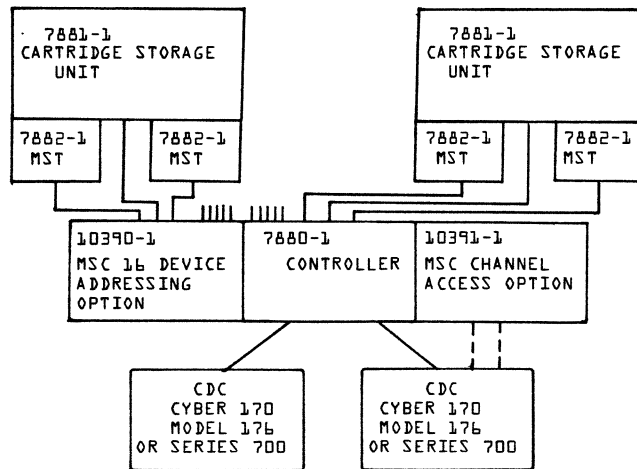 7881-1
CARTRIDGE STORAGE
UNIT
7881-1
CARTRIDGE STORAGE
UNIT
7882-1
MST
7882-1
MST
7882-1
MST
7882-1
MST
10390-1
MSC 16 DEVICE
ADDRESSING
OPTION
7880-1
CONTROLLER
10391-1
MSC CHANNEL
ACCESS OPTION
CDC
CYBER 170
MODEL 176
OR SERIES 700
CDC
CYBER 170
MODEL 176
OR SERIES 700